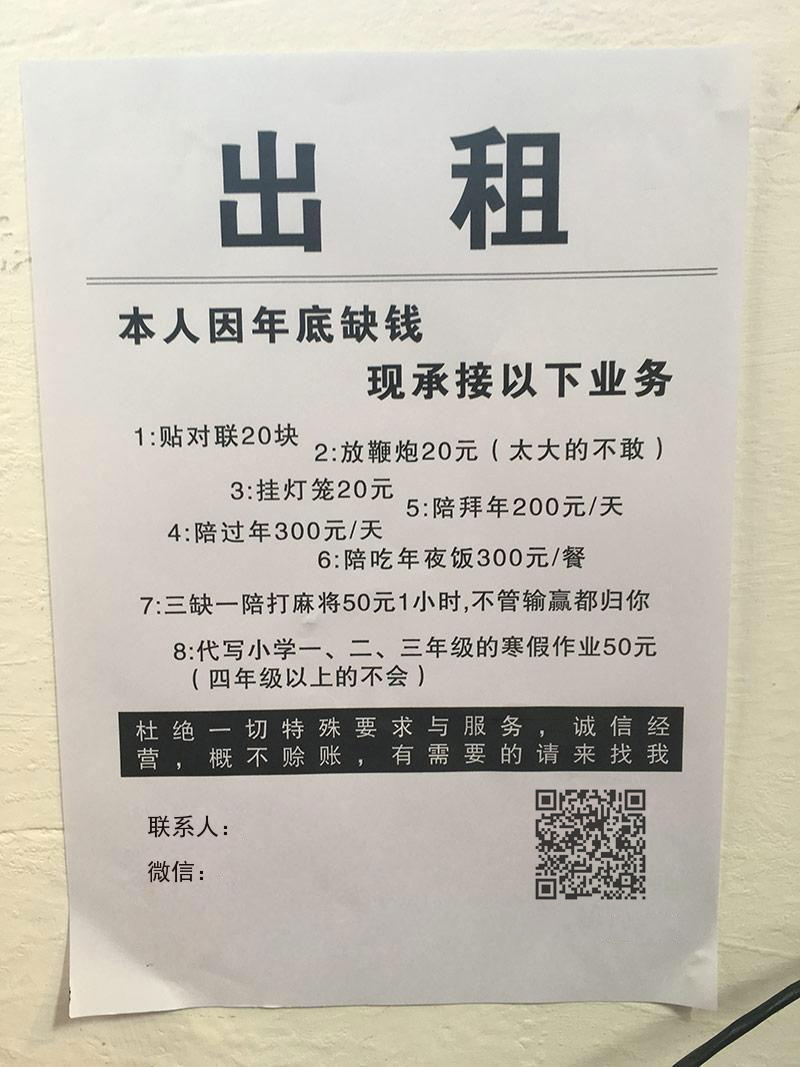 出租
本人因年底缺钱
现承接以下业务
1:贴对联20块
2:放鞭炮20元（太大的不敢）
3:挂灯笼20元
5:陪拜年200元/天
4:陪过年300元/天
6:陪吃年夜饭300元/餐
7:三缺一陪打麻将50元1小时,不管输赢都归你
8:代写小学一、二、三年级的寒假作业50元
（四年级以上的不会）
杜绝一切特殊要求与服务，诚信经
营，概不赊账，有需要的请来找我
联系人：
微信：